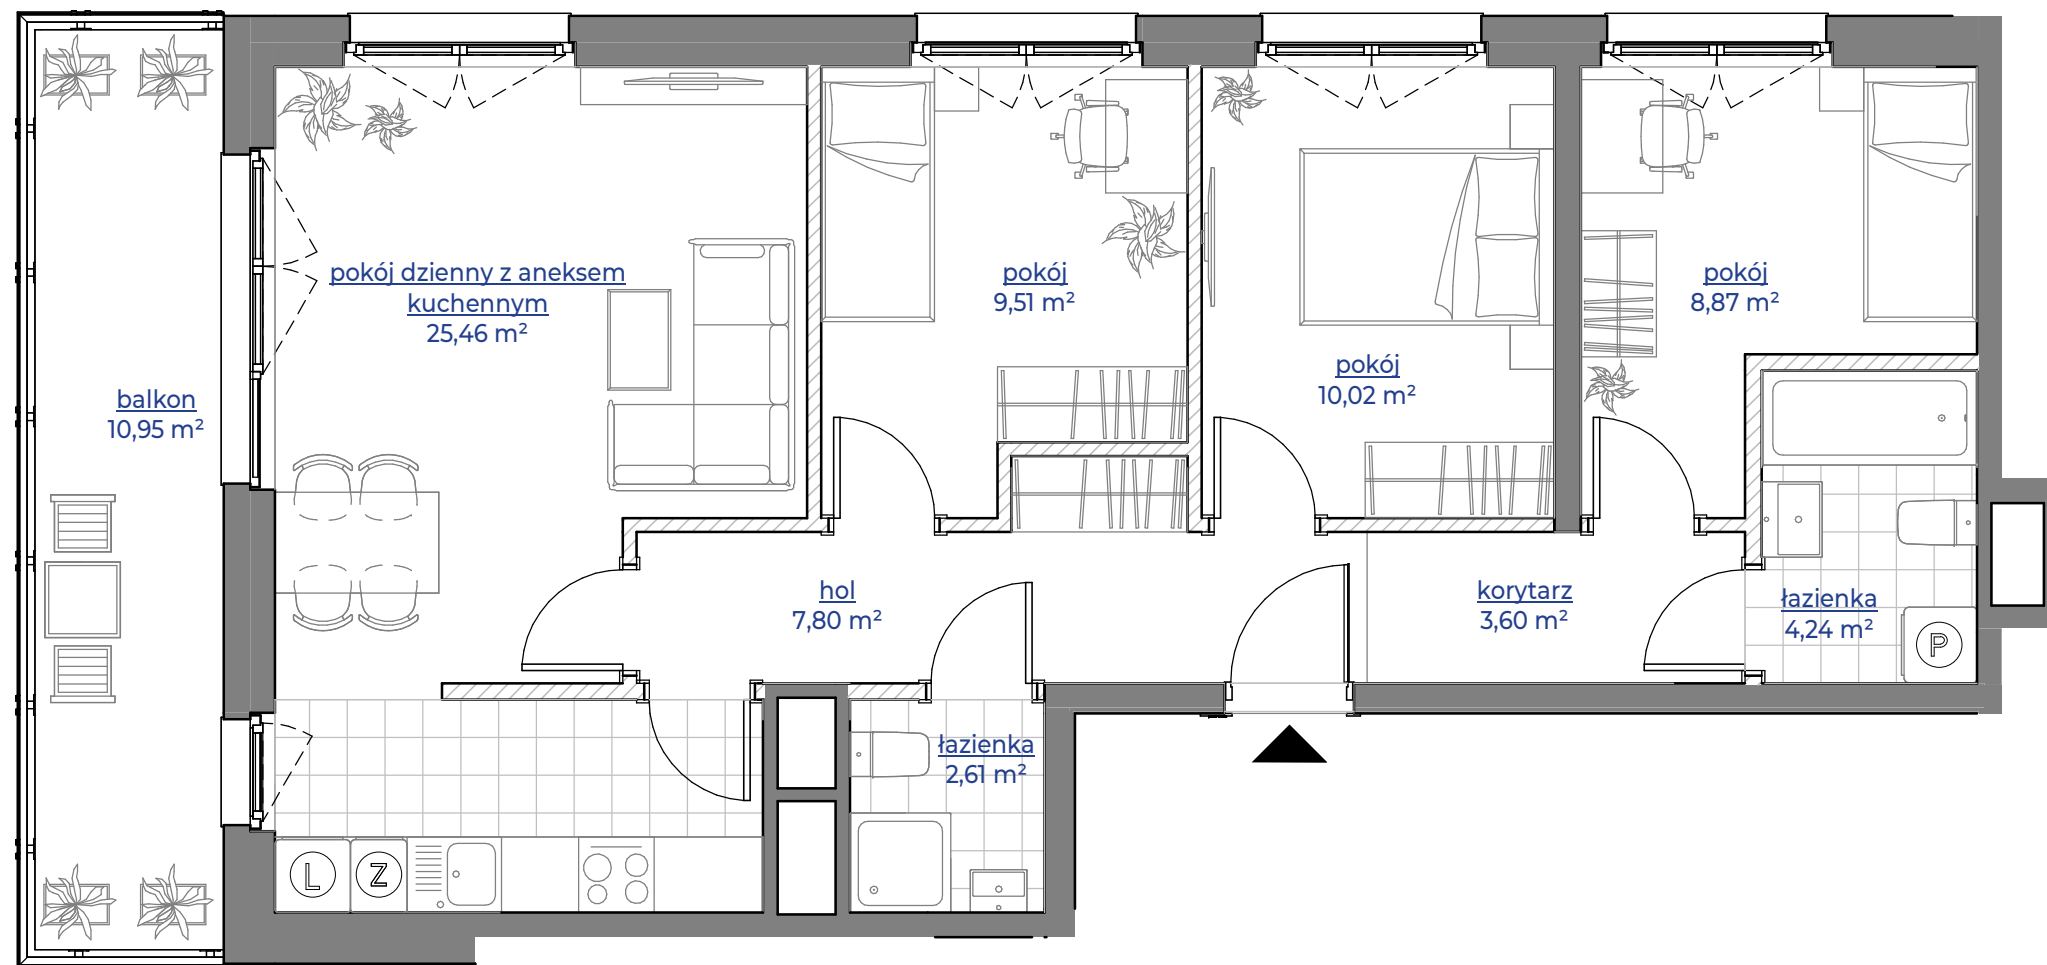 pokój dzienny z aneksem
kuchennym
25,46 m²
pokój
9,51 m²
pokój
10,02 m²
pokój
8,87 m²
balkon
10,95 m²
hol
7,80 m²
korytarz
3,60 m²
łazienka
4,24 m²
P
łazienka
2,61 m²
L
Z